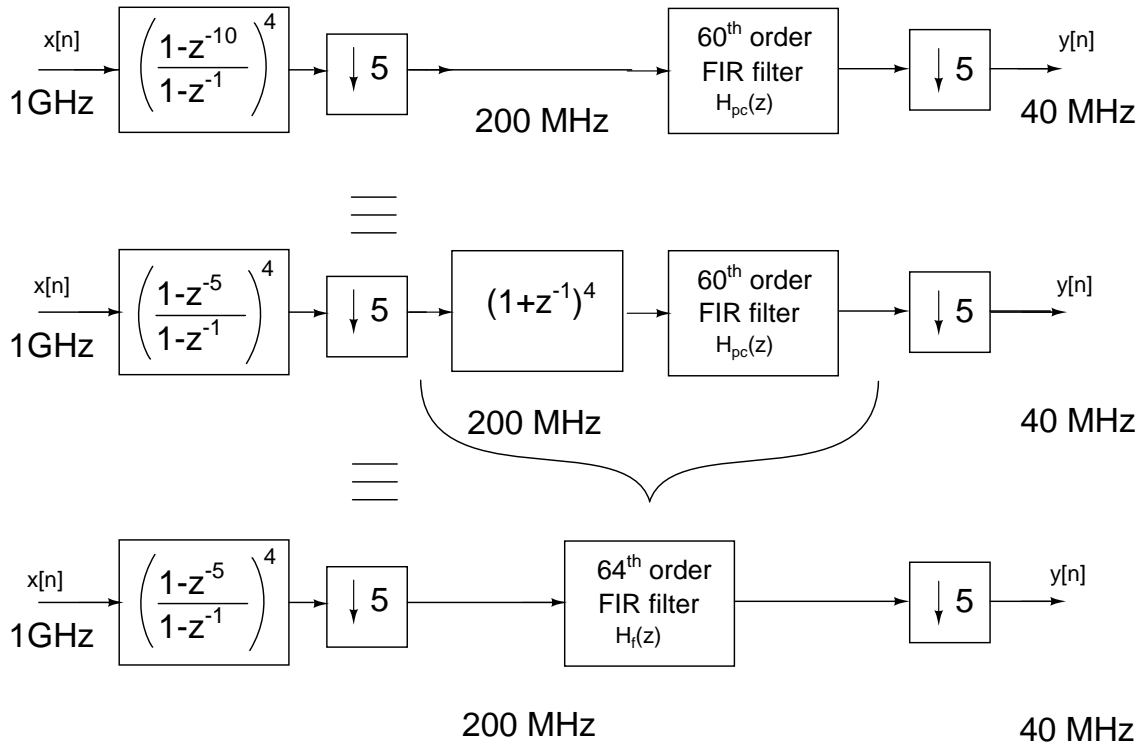 x[n]
1GHz
(1-z⁻¹⁰ / 1-z⁻¹)⁴
↓ 5
200 MHz
60th order
FIR filter
Hpc(z)
↓ 5
y[n]
40 MHz
x[n]
1GHz
(1-z⁻⁵ / 1-z⁻¹)⁴
↓ 5
(1+z⁻¹)⁴
200 MHz
60th order
FIR filter
Hpc(z)
↓ 5
y[n]
40 MHz
x[n]
1GHz
(1-z⁻⁵ / 1-z⁻¹)⁴
↓ 5
200 MHz
64th order
FIR filter
Hf(z)
↓ 5
y[n]
40 MHz